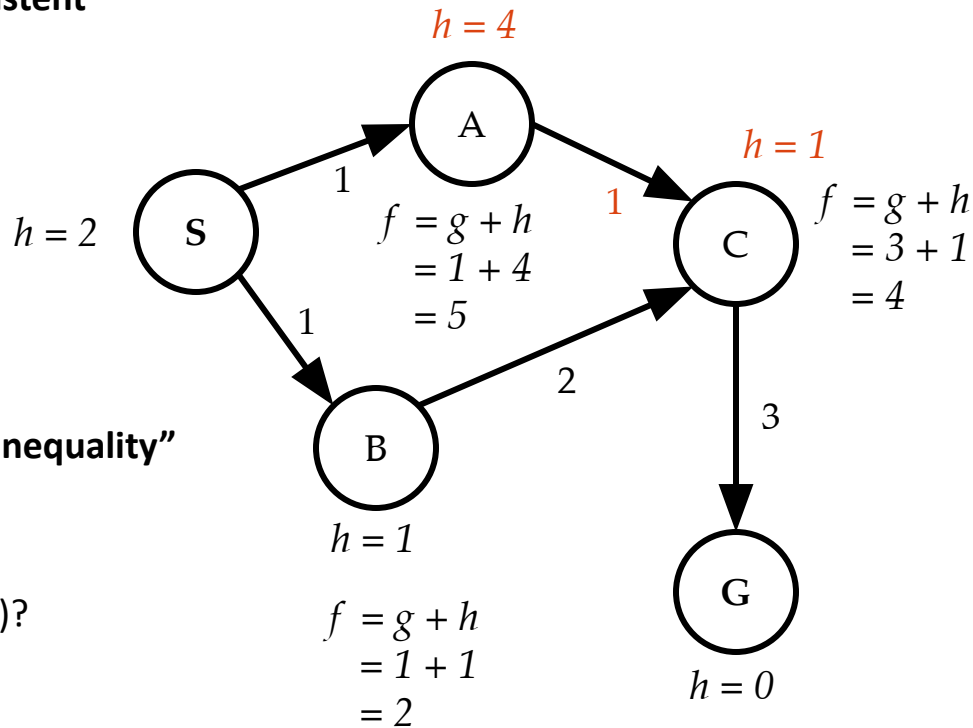 h = 4
A
h = 1
1
1
f = g + h
= 1 + 4
= 5
h = 2
S
C
f = g + h
= 3 + 1
= 4
1
2
3
nequality”
B
h = 1
)?
f = g + h
= 1 + 1
= 2
G
h = 0